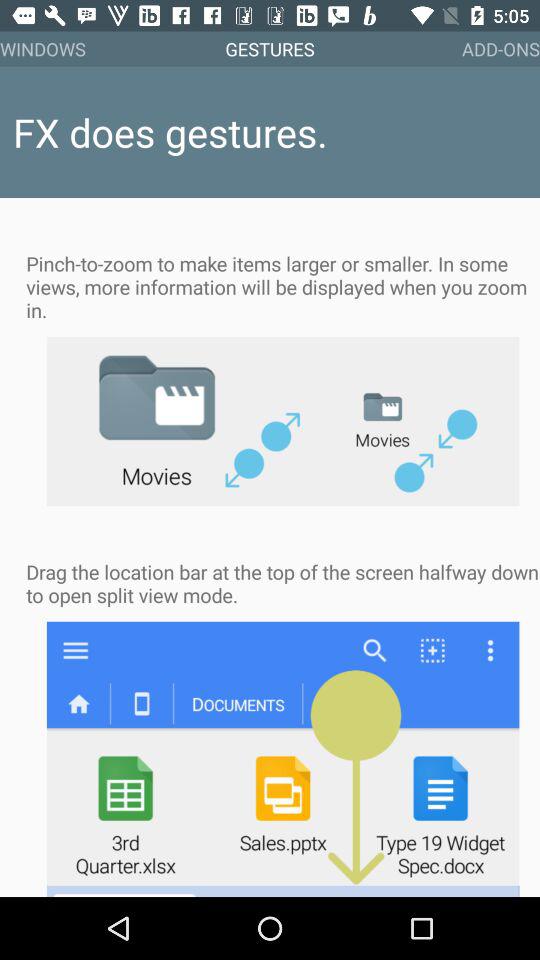 5:05
WINDOWS GESTURES ADD-ONS
FX does gestures.
Pinch-to-zoom to make items larger or smaller. In some
views, more information will be displayed when you zoom
in.
Movies
Movies
Drag the location bar at the top of the screen halfway down
to open split view mode.
DOCUMENTS
3rd
Quarter.xlsx
Sales.pptx
Type 19 Widget
Spec.docx